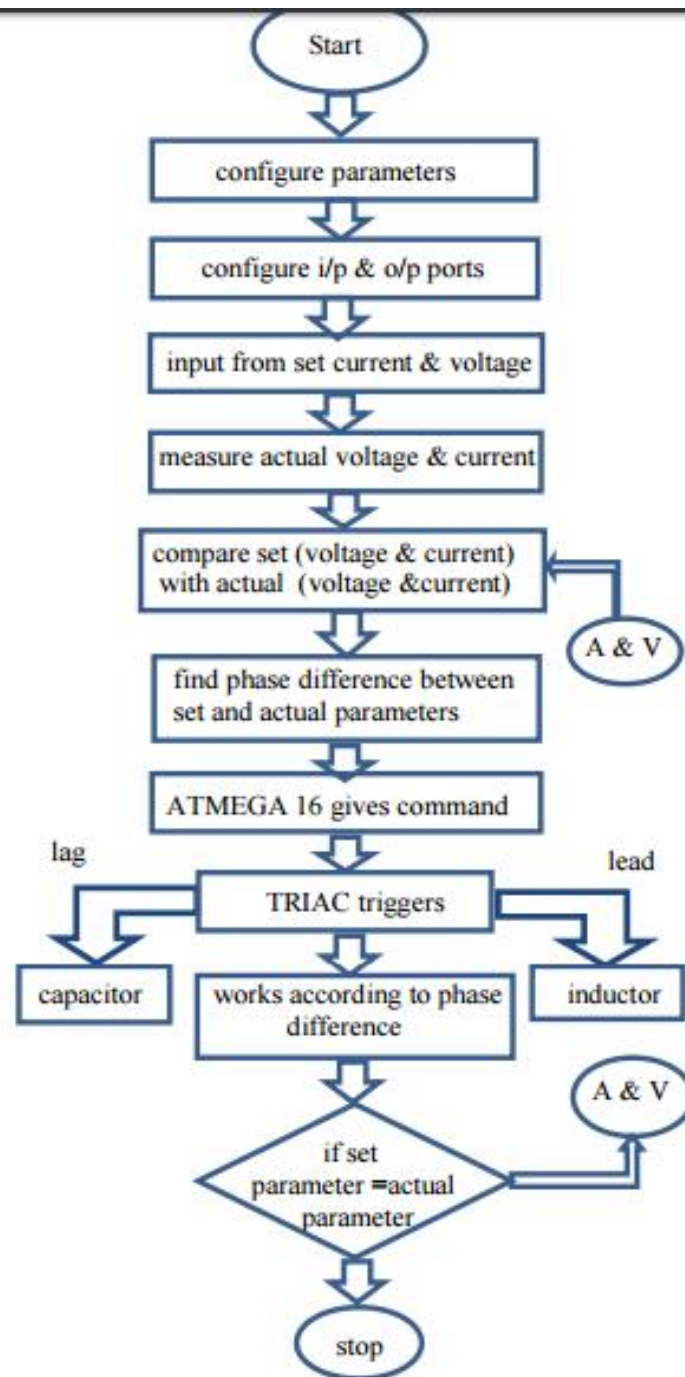 Start
configure parameters
configure i/p & o/p ports
input from set current & voltage
measure actual voltage & current
compare set (voltage & current)
with actual (voltage &current)
A & V
find phase difference between
set and actual parameters
ATMEGA 16 gives command
lag
lead
TRIAC triggers
capacitor
works according to phase
difference
inductor
A & V
if set
parameter =actual
parameter
stop